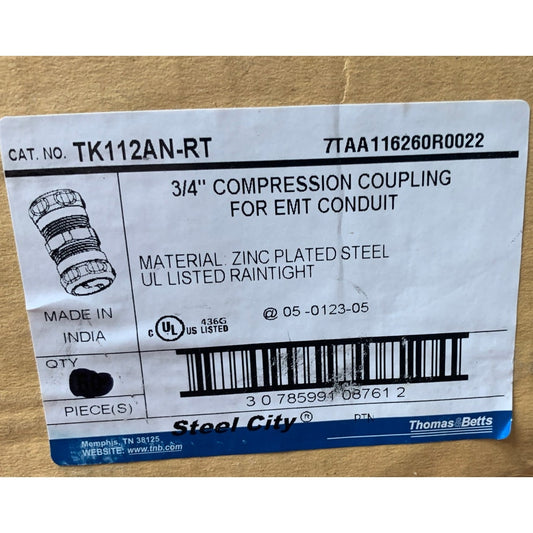 CAT. NO. TK112AN-RT 7TAA116260R0022
3/4" COMPRESSION COUPLING
FOR EMT CONDUIT
MATERIAL: ZINC PLATED STEEL
UL LISTED RAINTIGHT
MADE IN
INDIA
C UL US LISTED
436G
@ 05 -0123-05
QTY
PIECE(S)
3 0 785991 08761 2
Steel City ®
Thomas&Betts
Memphis, TN 38125
WEBSITE: www.tnb.com